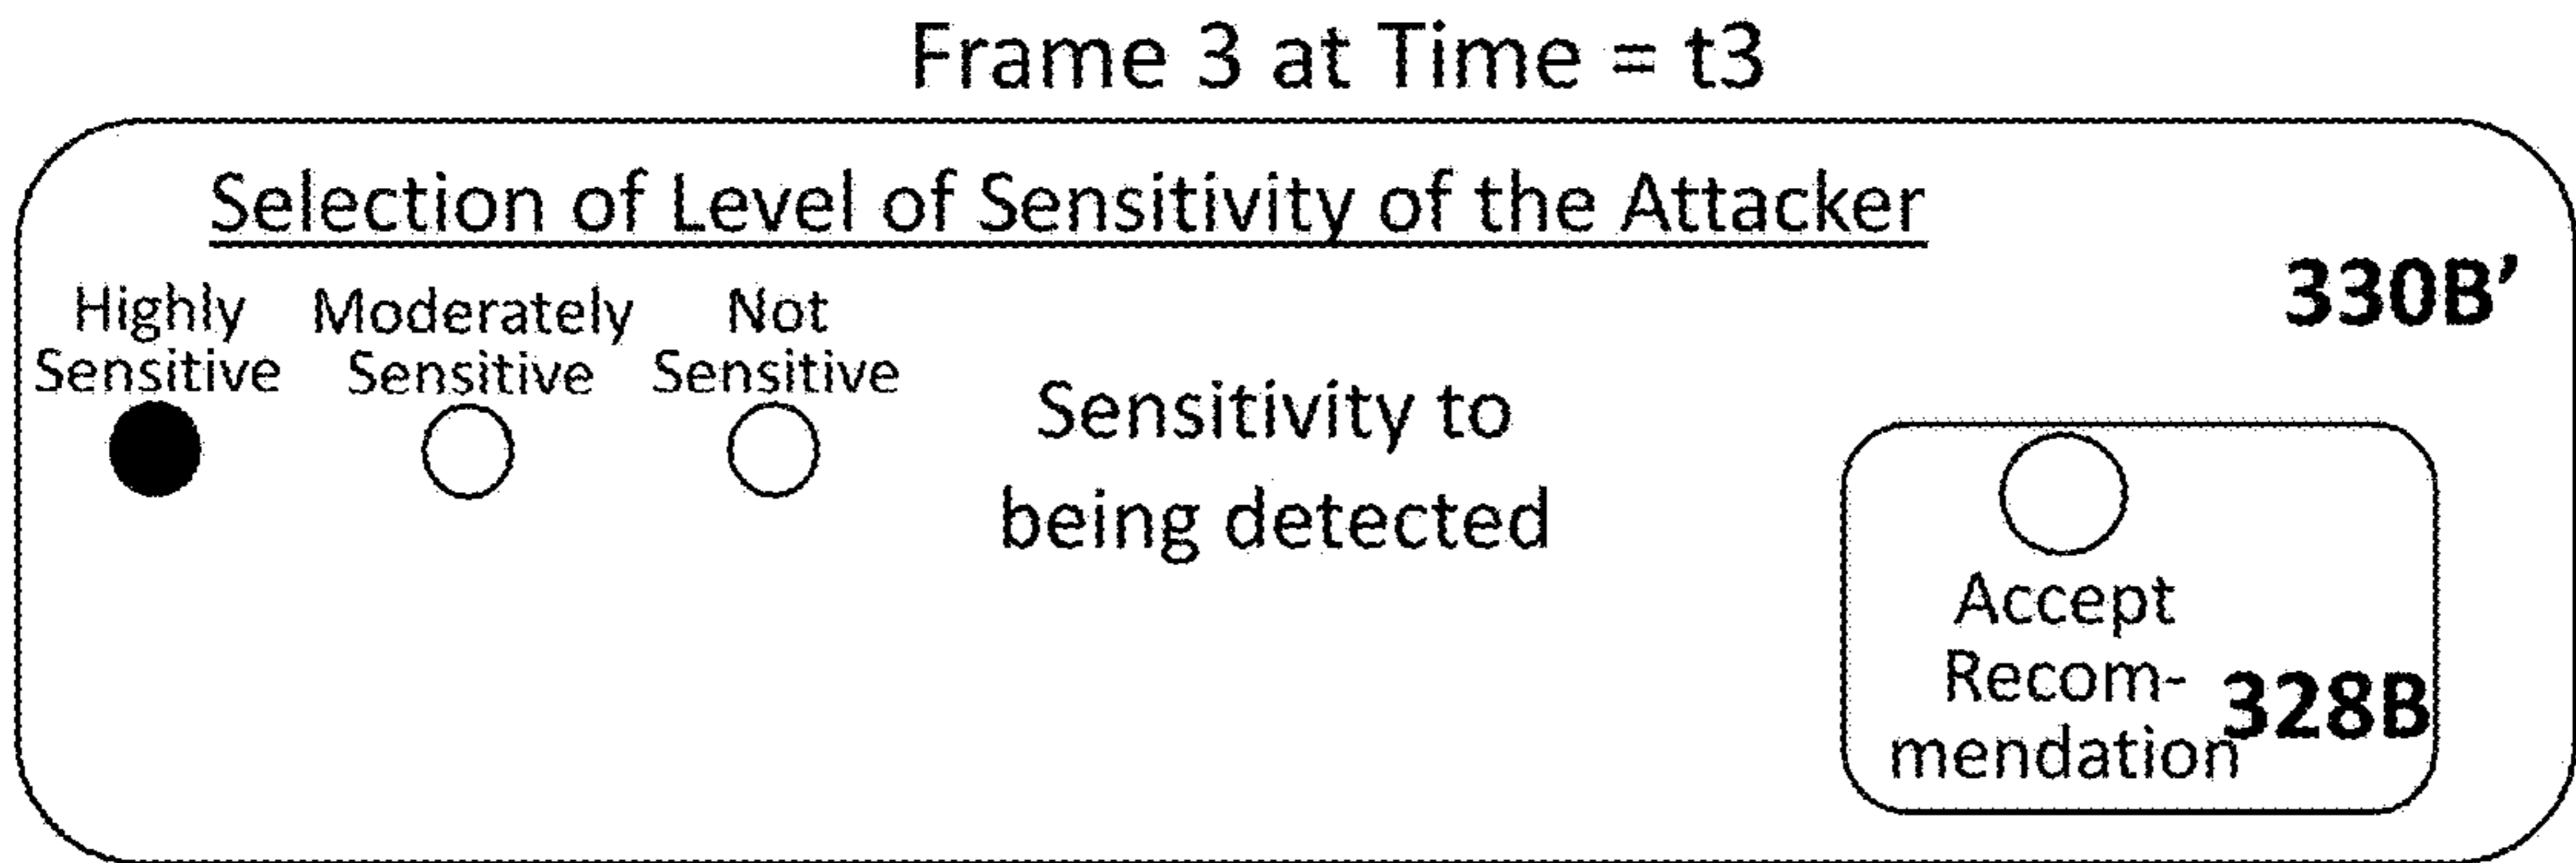 Frame 3 at Time = t3
Selection of Level of Sensitivity of the Attacker
330B’
Highly Moderately Not
Sensitive Sensitive Sensitive
Sensitivity to
being detected
Accept
Recom-
mendation
328B